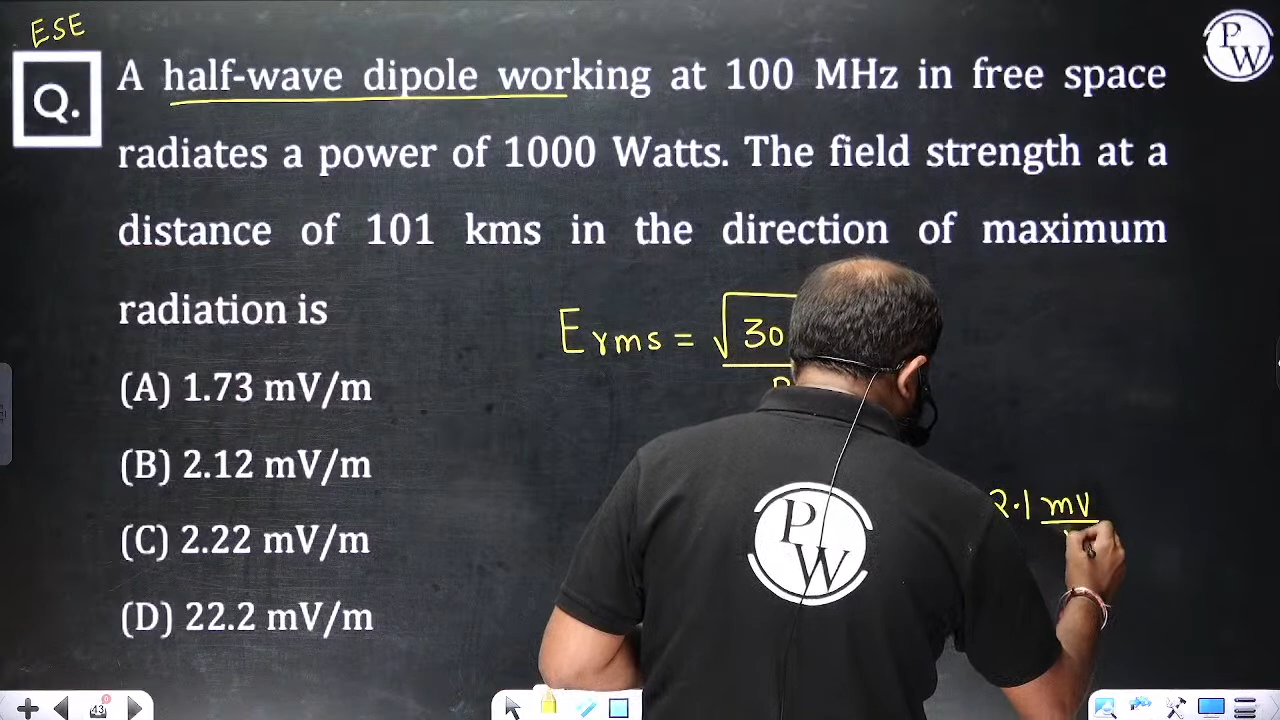 ESE
Q.
A half-wave dipole working at 100 MHz in free space
radiates a power of 1000 Watts. The field strength at a
distance of 101 kms in the direction of maximum
radiation is
(A) 1.73 mV/m
(B) 2.12 mV/m
(C) 2.22 mV/m
(D) 22.2 mV/m
Erms = √30
2.1 mV
PW
PW
43